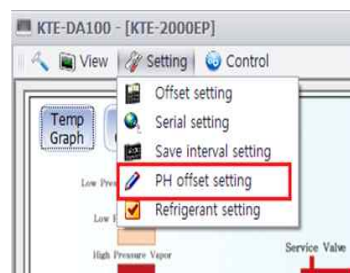 KTE-DA100 - [KTE-2000EP]
View Setting Control
Offset setting
Serial setting
Save interval setting
PH offset setting
Refrigerant setting
Temp
Graph
Low Pres
Low P
High Pressure Vapor
Service Valve